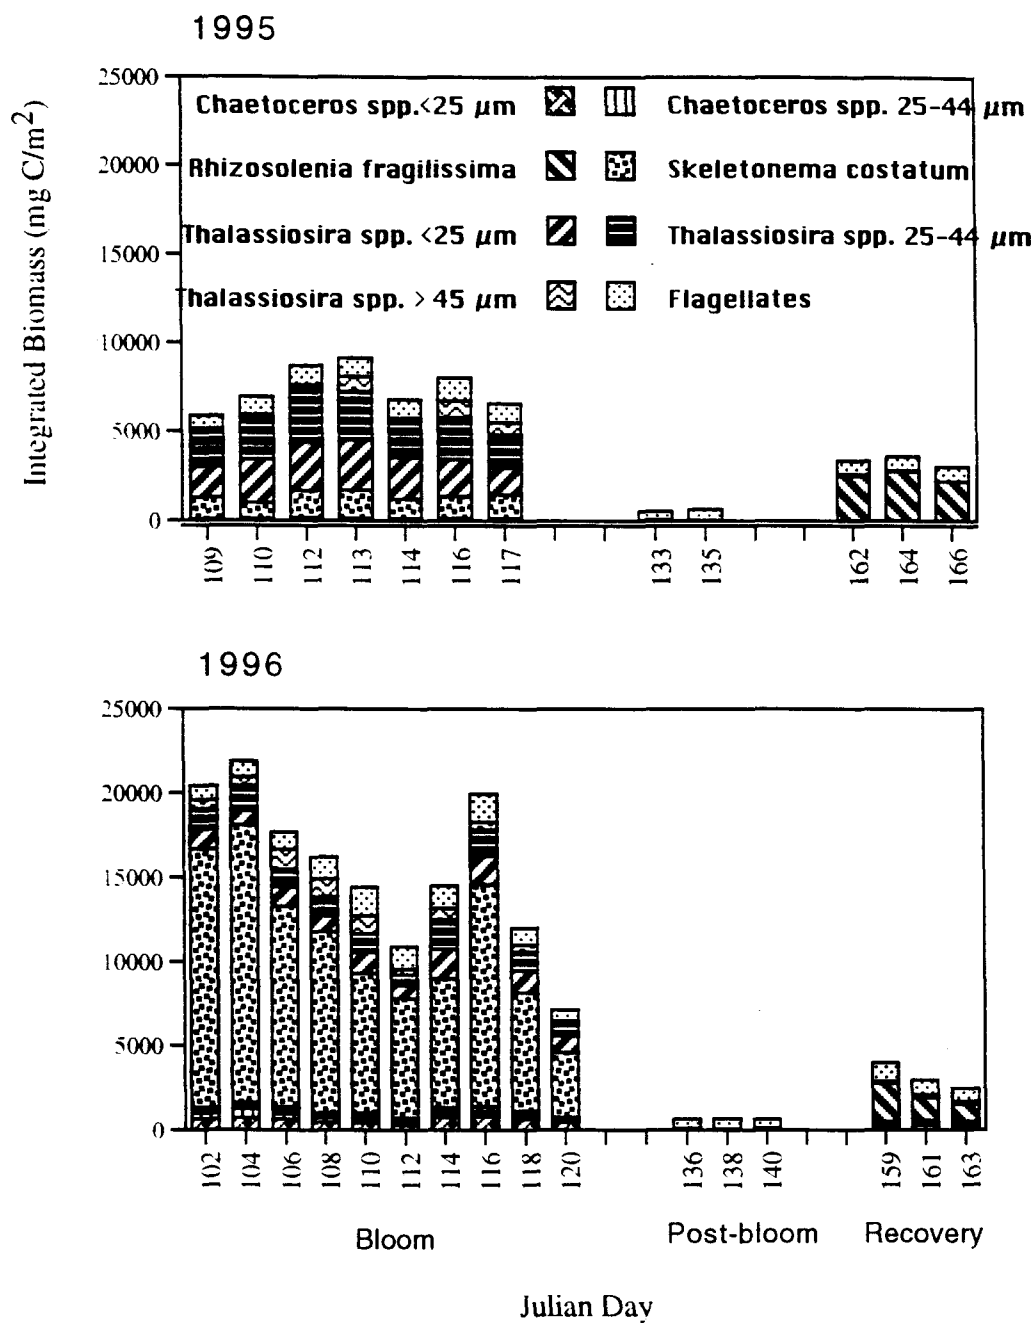 1995
Integrated Biomass (mg C/m2)
25000
20000
15000
10000
5000
0
Chaetoceros spp.<25 µm
Chaetoceros spp. 25-44 µm
Rhizosolenia fragilissima
Skeletonema costatum
Thalassiosira spp. <25 µm
Thalassiosira spp. 25-44 µm
Thalassiosira spp. > 45 µm
Flagellates
109 110 112 113 114 116 117 133 135 162 164 166
1996
25000
20000
15000
10000
5000
0
102 104 106 108 110 112 114 116 118 120 136 138 140 159 161 163
Bloom Post-bloom Recovery
Julian Day